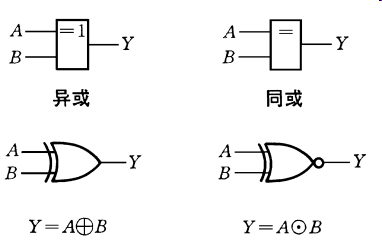 A =1 Y
B
A = Y
B
异或
同或
A Y
B
A Y
B
Y=A⊕B
Y=A⊙B